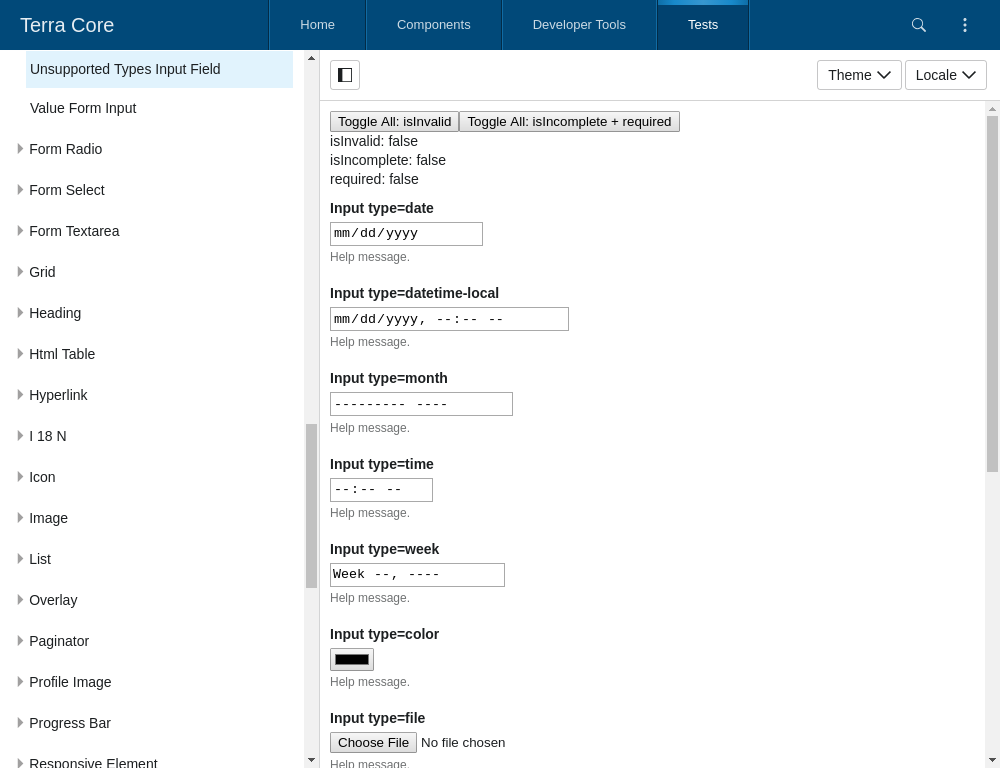 Terra Core
Home
Components
Developer Tools
Tests
Unsupported Types Input Field
Value Form Input
Form Radio
Form Select
Form Textarea
Grid
Heading
Html Table
Hyperlink
I 18 N
Icon
Image
List
Overlay
Paginator
Profile Image
Progress Bar
Responsive Element
Theme
Locale
Toggle All: isInvalid
Toggle All: isIncomplete + required
isInvalid: false
isIncomplete: false
required: false
Input type=date
mm/dd/yyyy
Help message.
Input type=datetime-local
mm/dd/yyyy, --:-- --
Help message.
Input type=month
--------- ----
Help message.
Input type=time
--:-- --
Help message.
Input type=week
Week --, ----
Help message.
Input type=color
Help message.
Input type=file
Choose File No file chosen
Help message.